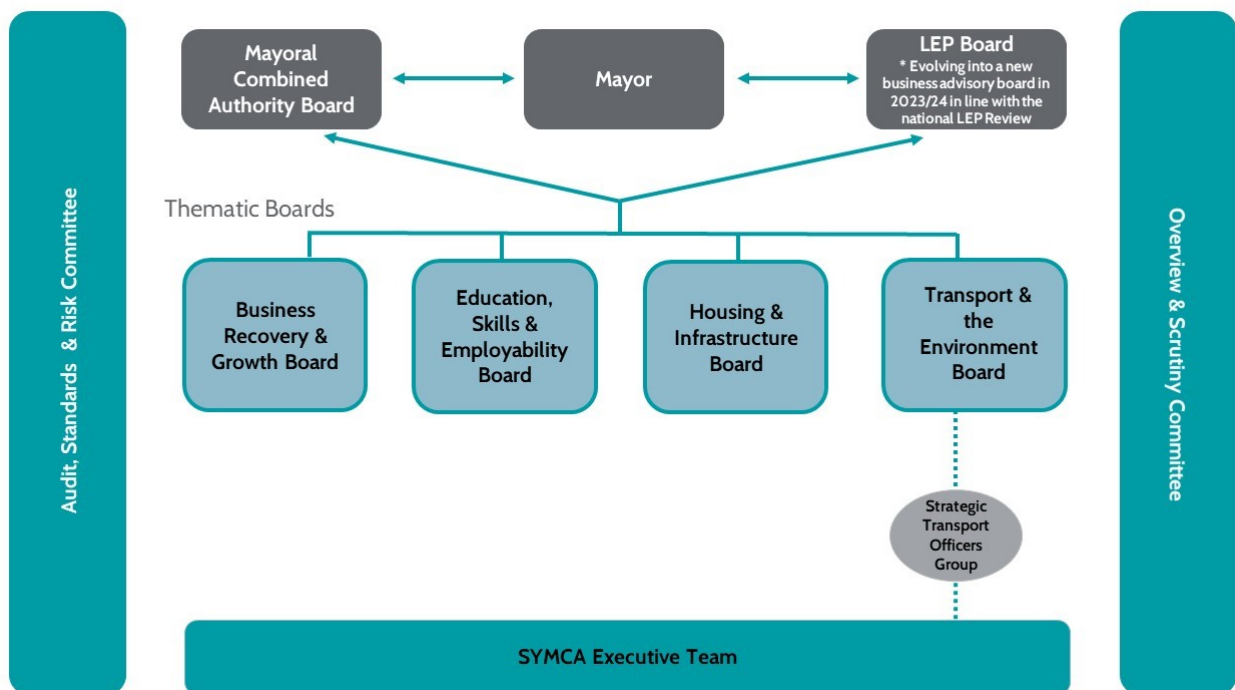 Audit, Standards & Risk Committee
Mayoral
Combined
Authority Board
Mayor
LEP Board
* Evolving into a new
business advisory board in
2023/24 in line with the
national LEP Review
Thematic Boards
Business
Recovery &
Growth Board
Education,
Skills &
Employability
Board
Housing &
Infrastructure
Board
Transport &
the
Environment
Board
Strategic
Transport
Officers
Group
SYMCA Executive Team
Overview & Scrutiny Committee